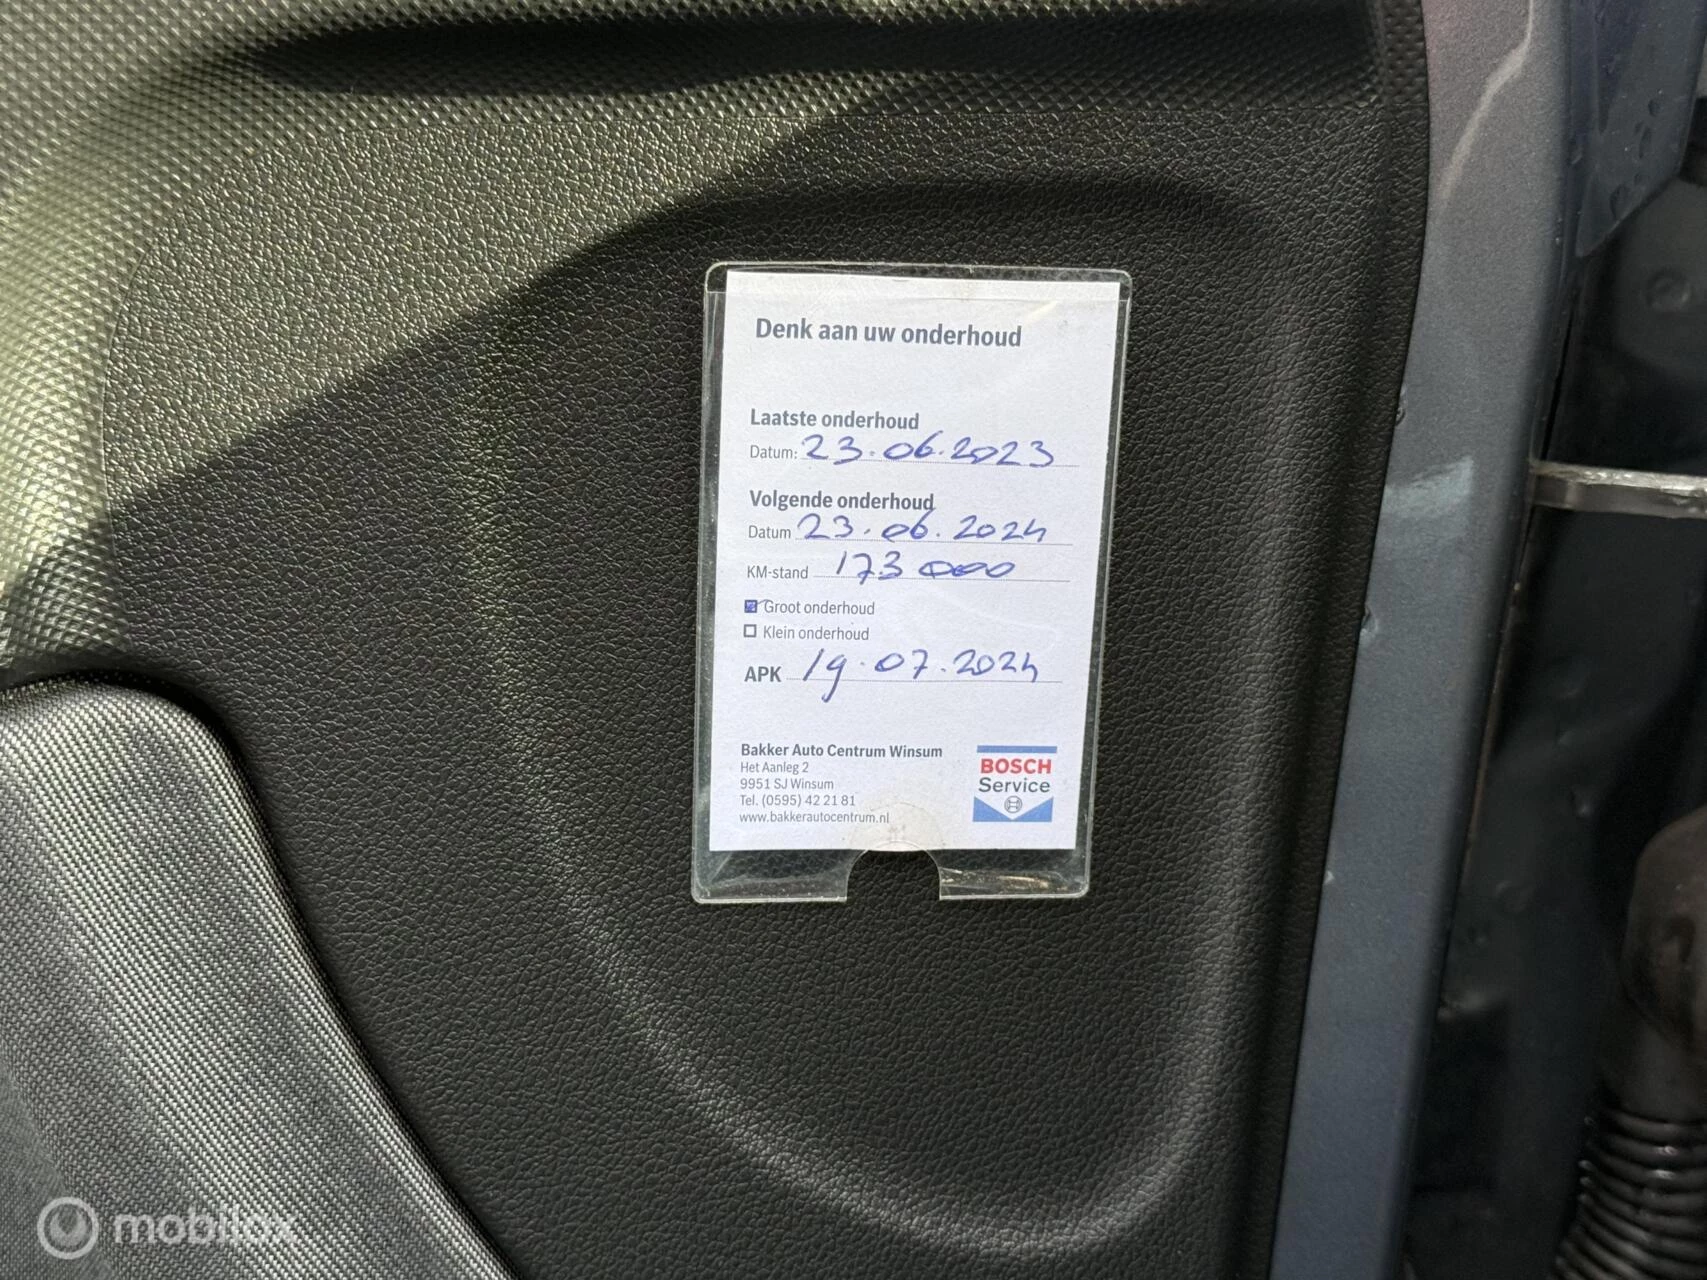 Denk aan uw onderhoud
Laatste onderhoud
Datum: 23.06.2023
Volgende onderhoud
Datum 23.06.2024
KM-stand 173000
Groot onderhoud
Klein onderhoud
APK 19.07.2024
Bakker Auto Centrum Winsum
Het Aanleg 2
9951 SJ Winsum
Tel. (0595) 42 21 81
www.bakkerautocentrum.nl
BOSCH
Service
mobilox